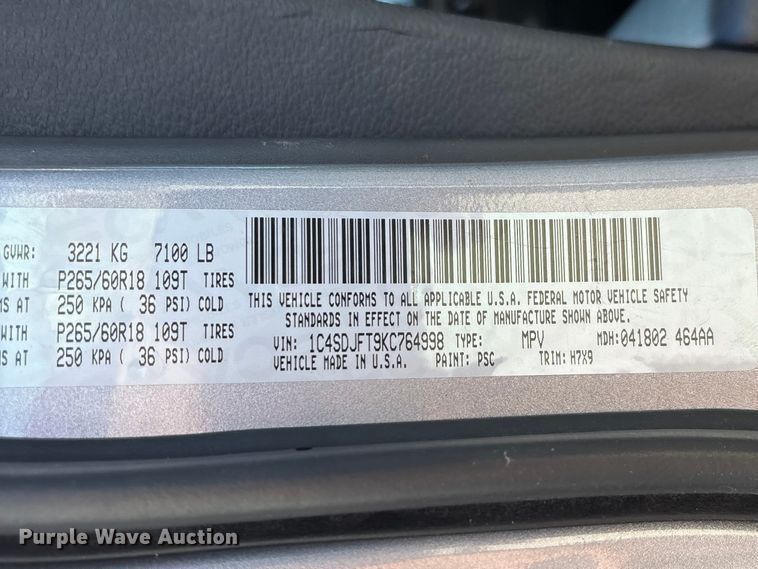 GVWR: 3221 KG 7100 LB
WITH P265/60R18 109T TIRES
MS AT 250 KPA ( 36 PSI) COLD
WITH P265/60R18 109T TIRES
MS AT 250 KPA ( 36 PSI) COLD
THIS VEHICLE CONFORMS TO ALL APPLICABLE U.S.A. FEDERAL MOTOR VEHICLE SAFETY
STANDARDS IN EFFECT ON THE DATE OF MANUFACTURE SHOWN ABOVE.
VIN: 1C4SDJFT9KC764998 TYPE: MPV MDH:041802 464AA
VEHICLE MADE IN U.S.A. PAINT: PSC TRIM: H7X9
Purple Wave Auction